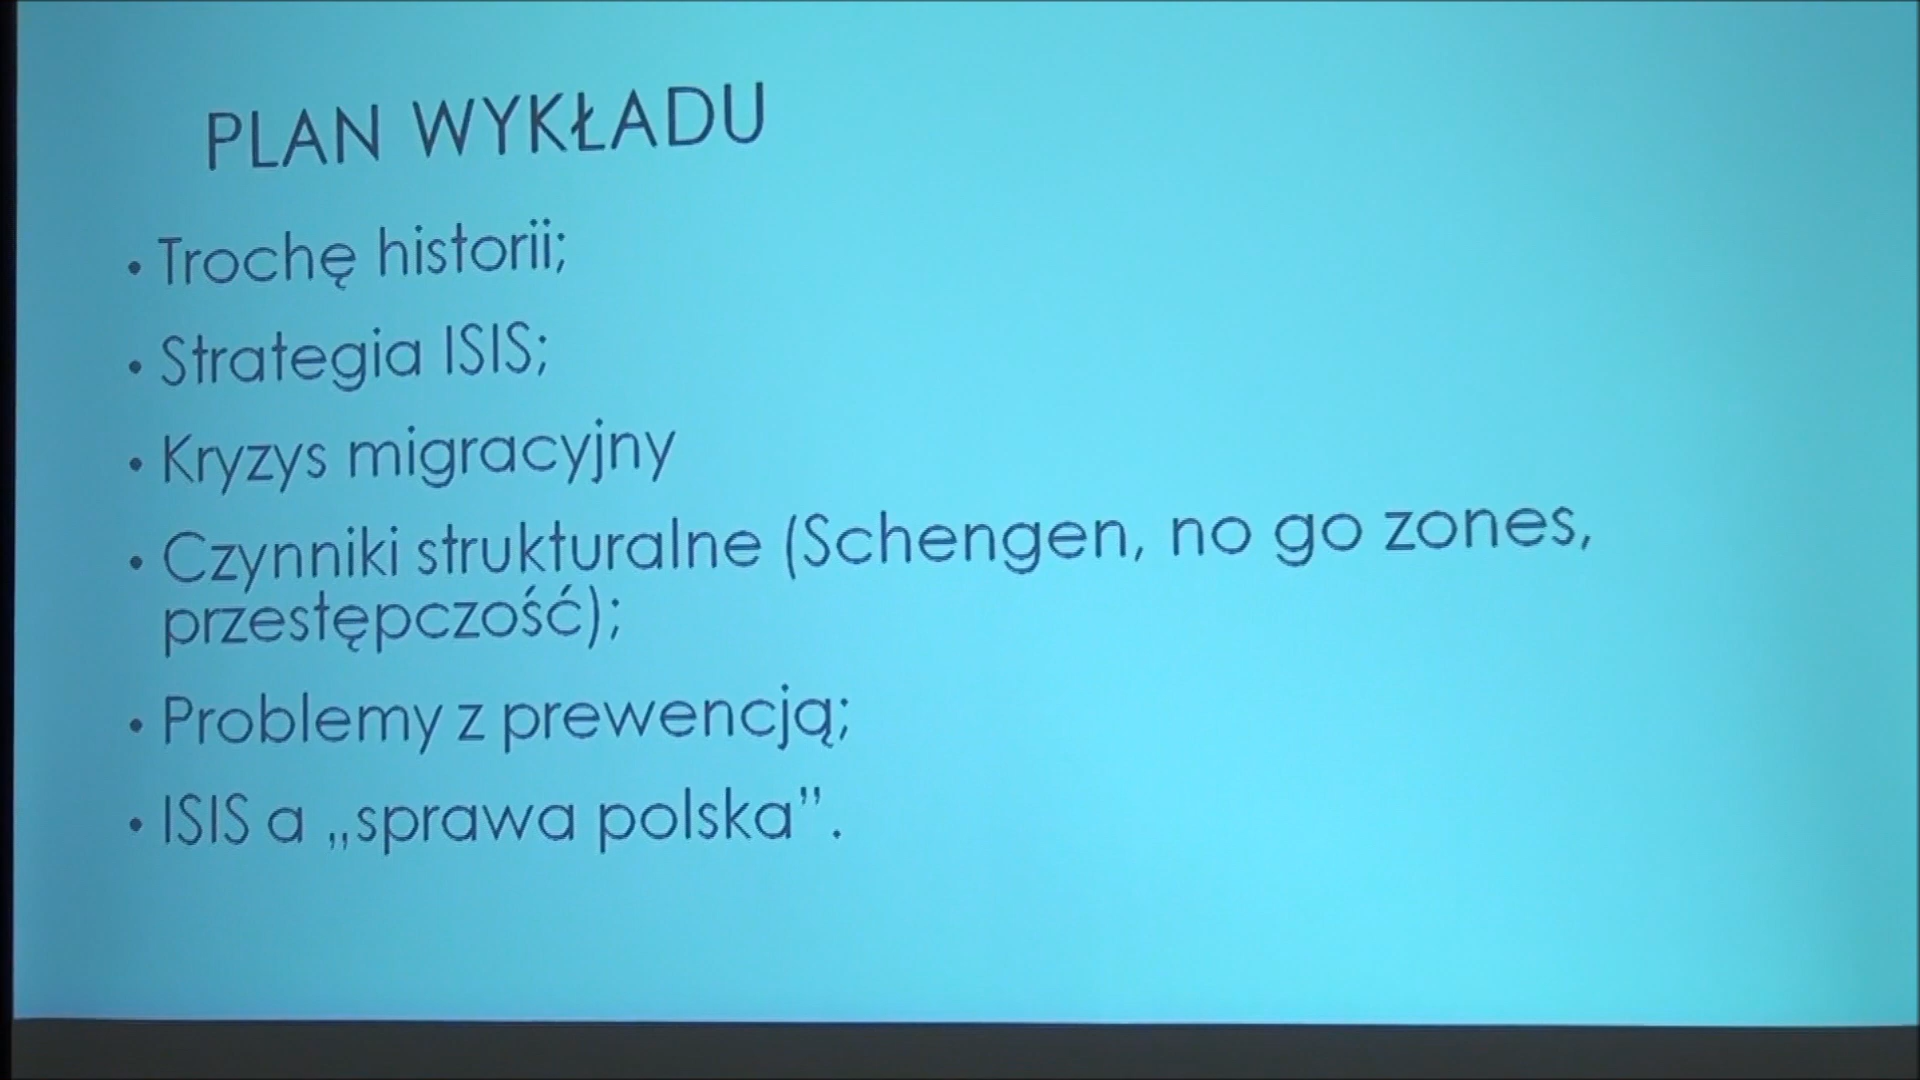 PLAN WYKŁADU
• Trochę historii;
• Strategia ISIS;
• Kryzys migracyjny
• Czynniki strukturalne (Schengen, no go zones,
przestępczość);
• Problemy z prewencją;
• ISIS a „sprawa polska”.